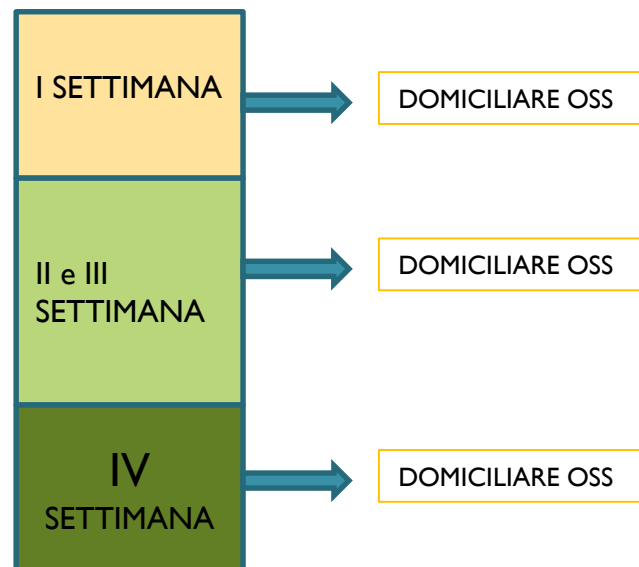 I SETTIMANA
DOMICILIARE OSS
II e III
SETTIMANA
DOMICILIARE OSS
IV
SETTIMANA
DOMICILIARE OSS